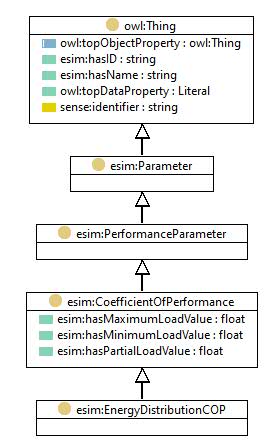 owl:Thing
owl:topObjectProperty : owl:Thing
esim:hasID : string
esim:hasName : string
owl:topDataProperty : Literal
sense:identifier : string
esim:Parameter
esim:PerformanceParameter
esim:CoefficientOfPerformance
esim:hasMaximumLoadValue : float
esim:hasMinimumLoadValue : float
esim:hasPartialLoadValue : float
esim:EnergyDistributionCOP